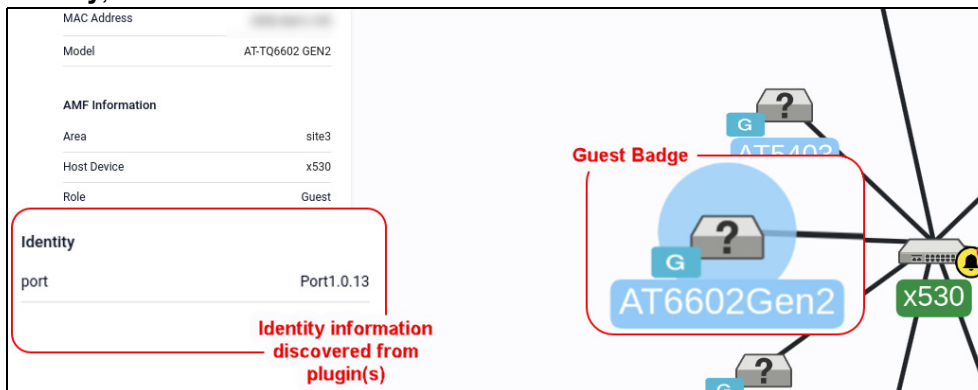 MAC Address
Model AT-TQ6602 GEN2
AMF Information
Area site3
Host Device x530
Role Guest
Identity
port Port1.0.13
Identity information
discovered from
plugin(s)
?
G
AT5403
Guest Badge
?
G
AT6602Gen2
x530
?
G